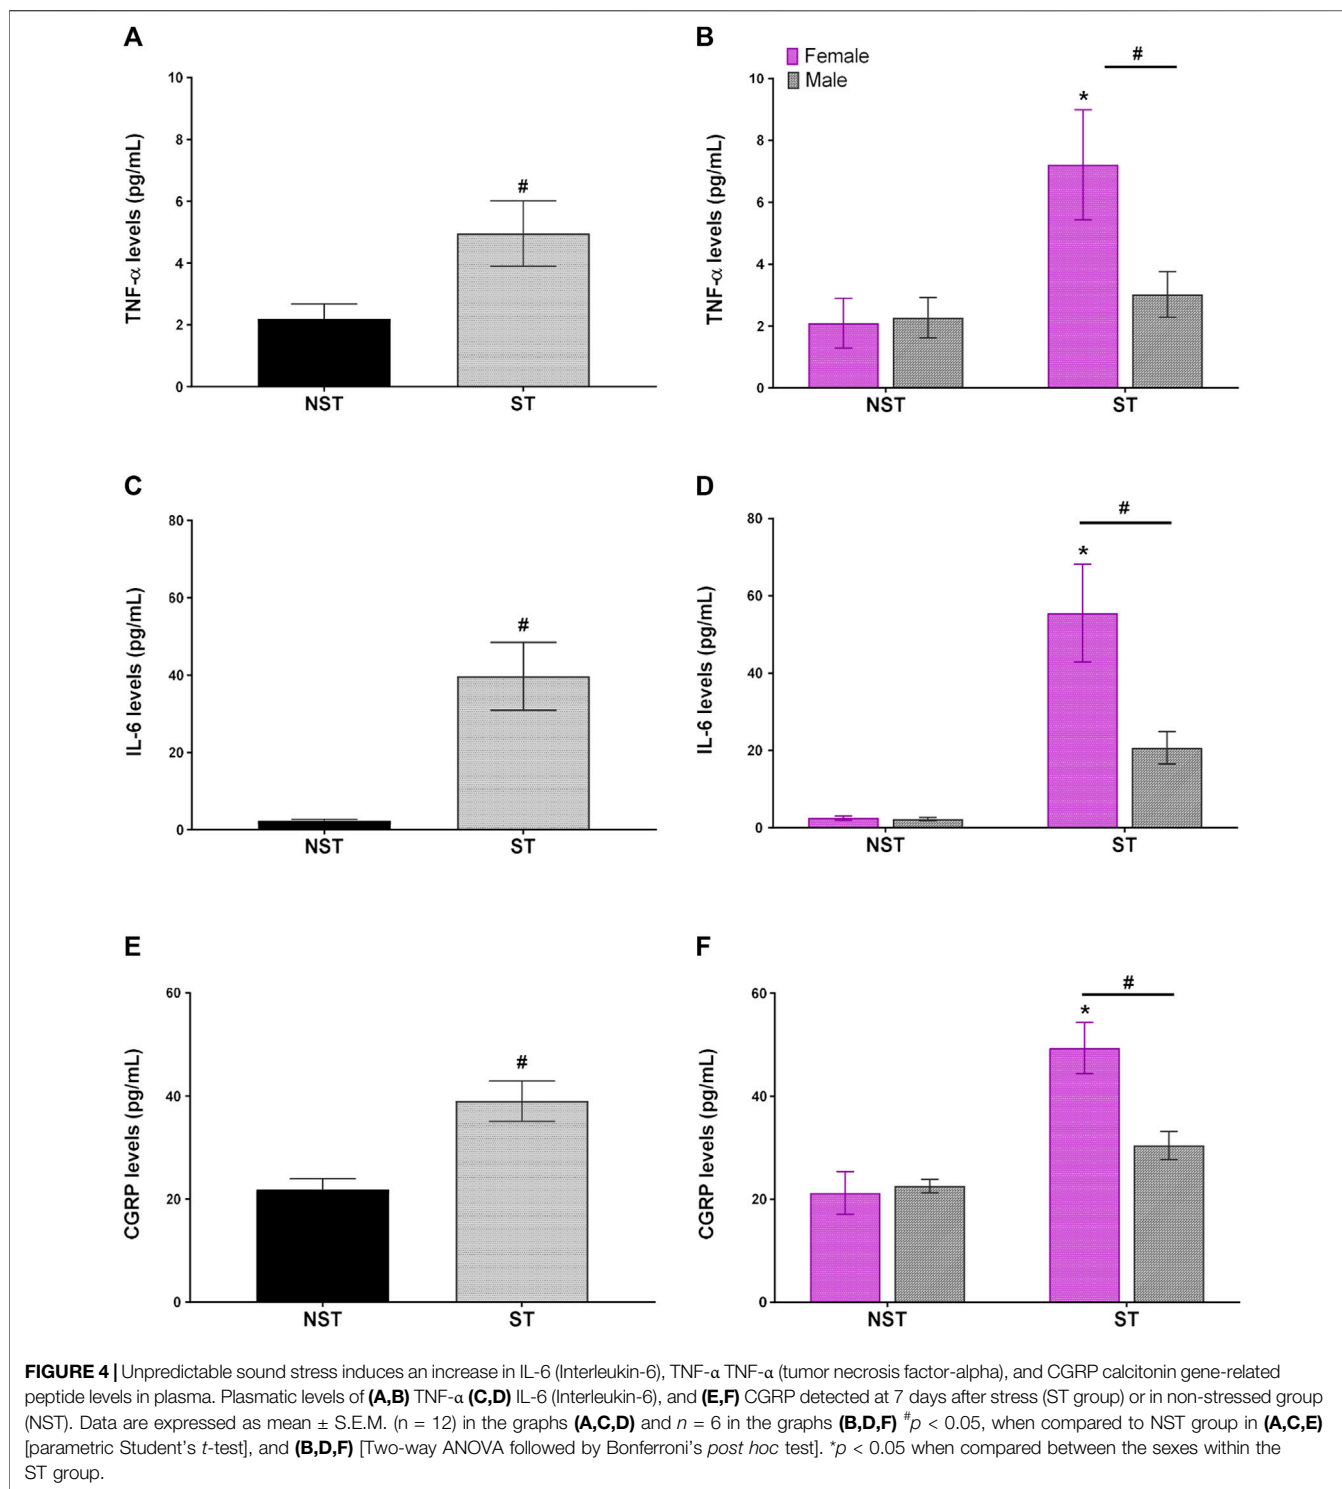 A
TNF-α levels (pg/mL)
10
8
6
4
2
0
#
NST
ST
B
Female
Male
TNF-α levels (pg/mL)
10
8
6
4
2
0
*
#
NST
ST
C
IL-6 levels (pg/mL)
80
60
40
20
0
#
NST
ST
D
IL-6 levels (pg/mL)
80
60
40
20
0
*
#
NST
ST
E
CGRP levels (pg/mL)
60
40
20
0
#
NST
ST
F
CGRP levels (pg/mL)
60
40
20
0
*
#
NST
ST
FIGURE 4 | Unpredictable sound stress induces an increase in IL-6 (Interleukin-6), TNF-α TNF-α (tumor necrosis factor-alpha), and CGRP calcitonin gene-related
peptide levels in plasma. Plasmatic levels of (A,B) TNF-α (C,D) IL-6 (Interleukin-6), and (E,F) CGRP detected at 7 days after stress (ST group) or in non-stressed group
(NST). Data are expressed as mean ± S.E.M. (n = 12) in the graphs (A,C,D) and n = 6 in the graphs (B,D,F) #p < 0.05, when compared to NST group in (A,C,E)
[parametric Student's t-test], and (B,D,F) [Two-way ANOVA followed by Bonferroni's post hoc test]. *p < 0.05 when compared between the sexes within the
ST group.